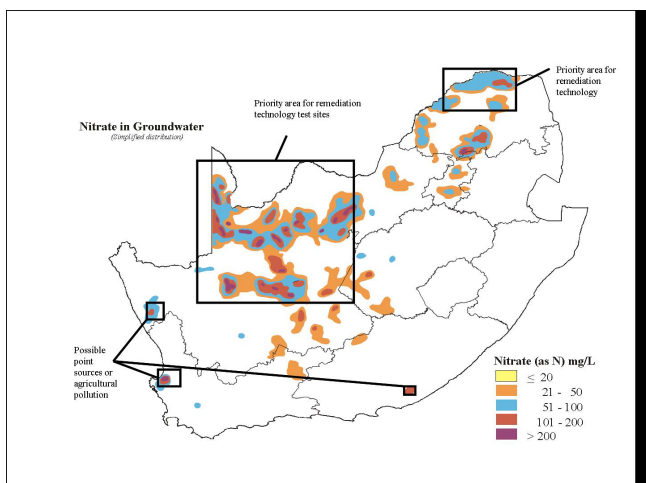 Priority area for
remediation
technology
Priority area for remediation
technology test sites
Nitrate in Groundwater
(Simplified distribution)
Possible
point
sources or
agricultural
pollution
Nitrate (as N) mg/L
≤ 20
21 - 50
51 - 100
101 - 200
> 200